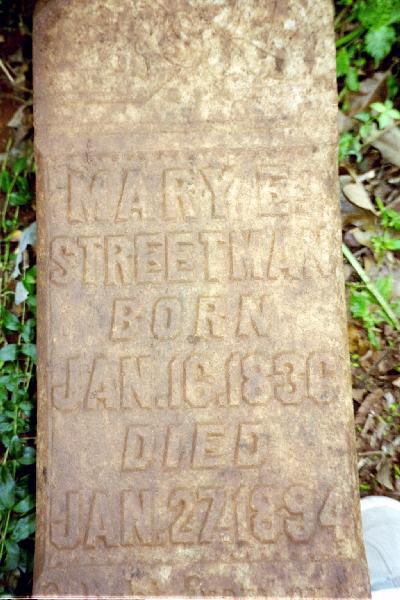 MARY E.
STREETMAN
BORN
JAN.16.1836
DIED
JAN.27.1894